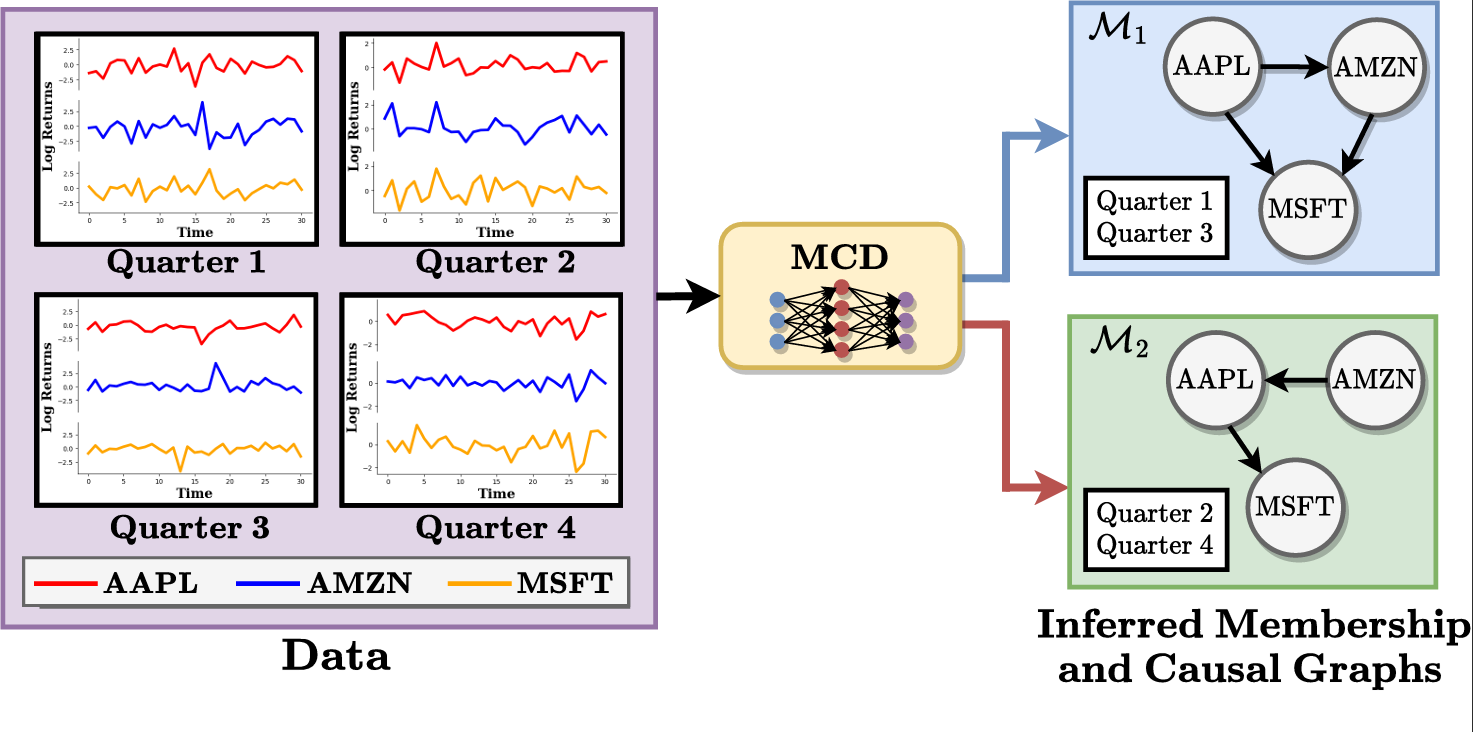 Log Returns
2.5
0.0
−2.5
2.5
0.0
−2.5
2.5
0.0
−2.5
0 5 10 15 20 25 30
Time
Quarter 1
Log Returns
2
0
2
0
2
0
0 5 10 15 20 25 30
Time
Quarter 2
Log Returns
2.5
0.0
−2.5
2.5
0.0
−2.5
2.5
0.0
−2.5
0 5 10 15 20 25 30
Time
Quarter 3
Log Returns
0
−2
0
−2
0
−2
0 5 10 15 20 25 30
Time
Quarter 4
AAPL AMZN MSFT
Data
MCD
ℳ₁
AAPL AMZN
MSFT
Quarter 1
Quarter 3
ℳ₂
AAPL AMZN
MSFT
Quarter 2
Quarter 4
Inferred Membership
and Causal Graphs